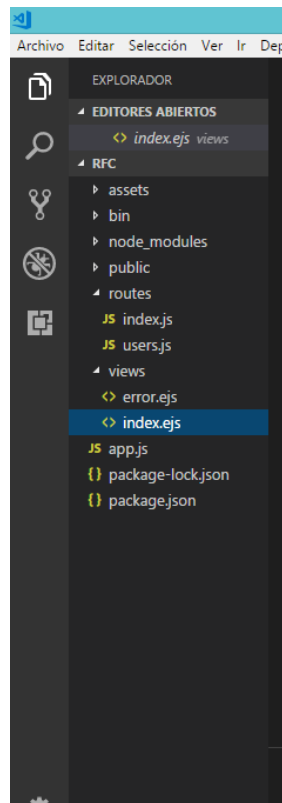 Archivo Editar Selección Ver Ir
EXPLORADOR
EDITORES ABIERTOS
<> index.ejs views
RFC
assets
bin
node_modules
public
routes
JS index.js
JS users.js
views
<> error.ejs
<> index.ejs
JS app.js
{} package-lock.json
{} package.json